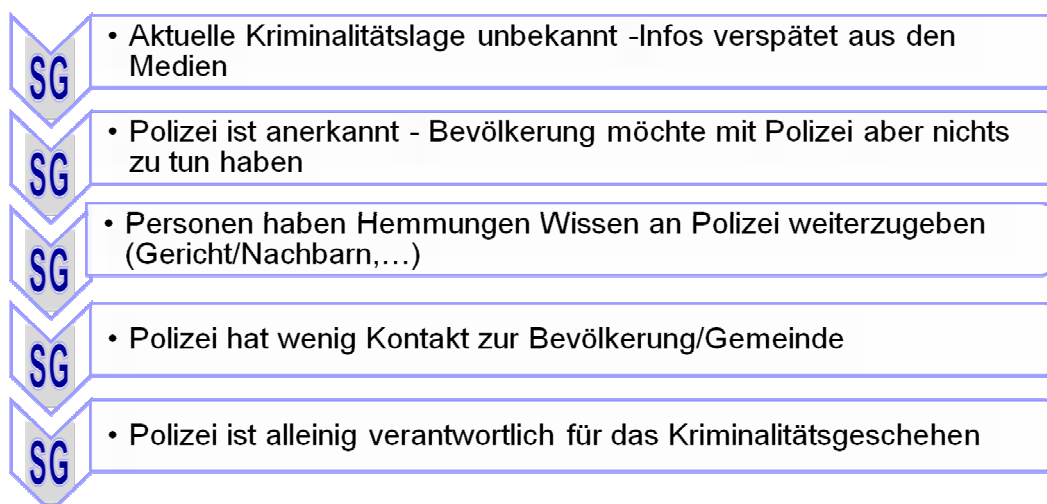 SG
• Aktuelle Kriminalitätslage unbekannt -Infos verspätet aus den
Medien
SG
• Polizei ist anerkannt - Bevölkerung möchte mit Polizei aber nichts
zu tun haben
SG
• Personen haben Hemmungen Wissen an Polizei weiterzugeben
(Gericht/Nachbarn,…)
SG
• Polizei hat wenig Kontakt zur Bevölkerung/Gemeinde
SG
• Polizei ist alleinig verantwortlich für das Kriminalitätsgeschehen